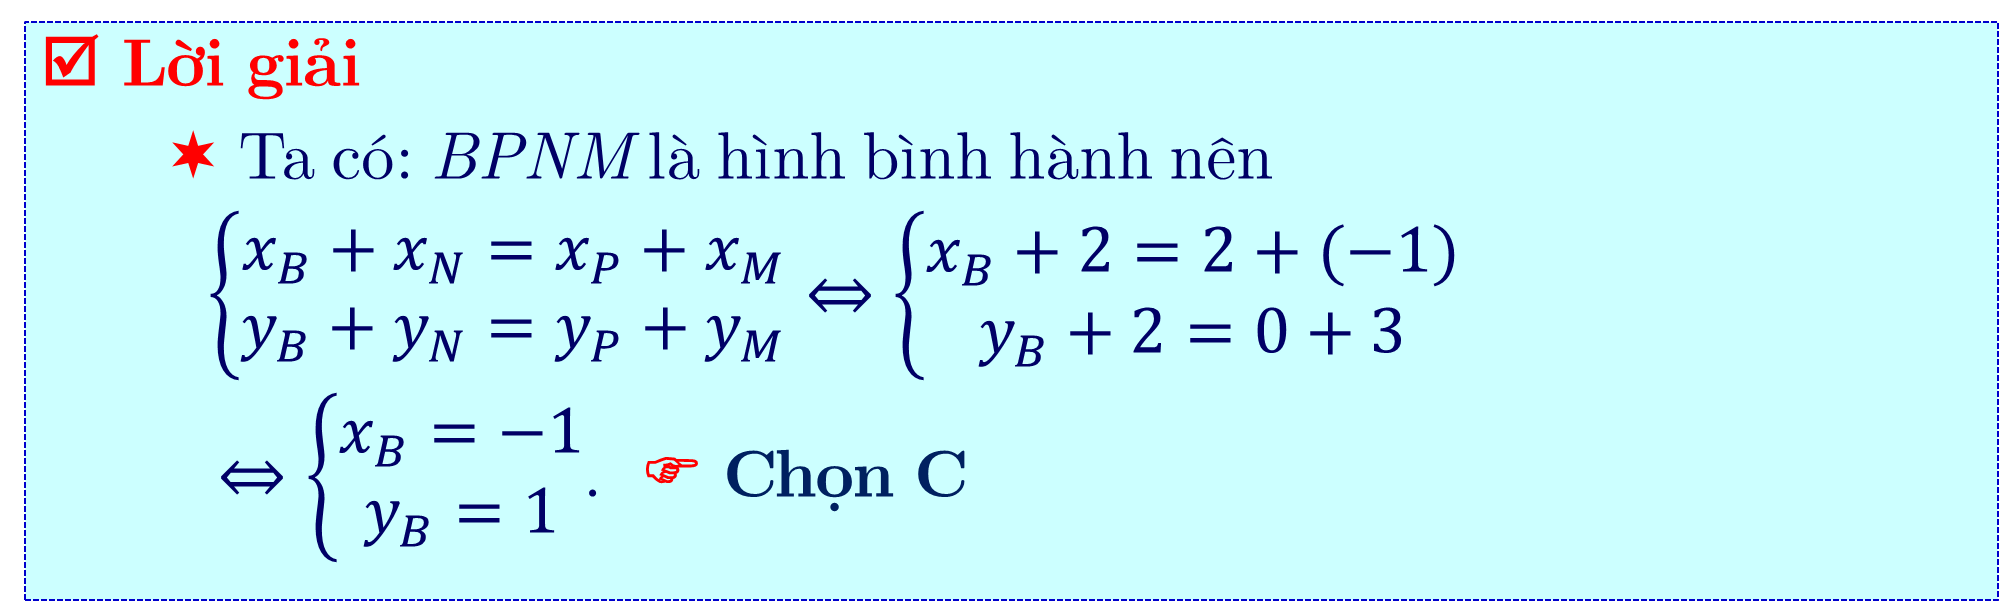 ☑ Lời giải
✶ Ta có: BPNM là hình bình hành nên
{x_B + x_N = x_P + x_M ⇔ {x_B + 2 = 2 + (−1)
{y_B + y_N = y_P + y_M ⇔ {y_B + 2 = 0 + 3
⇔ {x_B = −1
{y_B = 1 . ☞ Chọn C